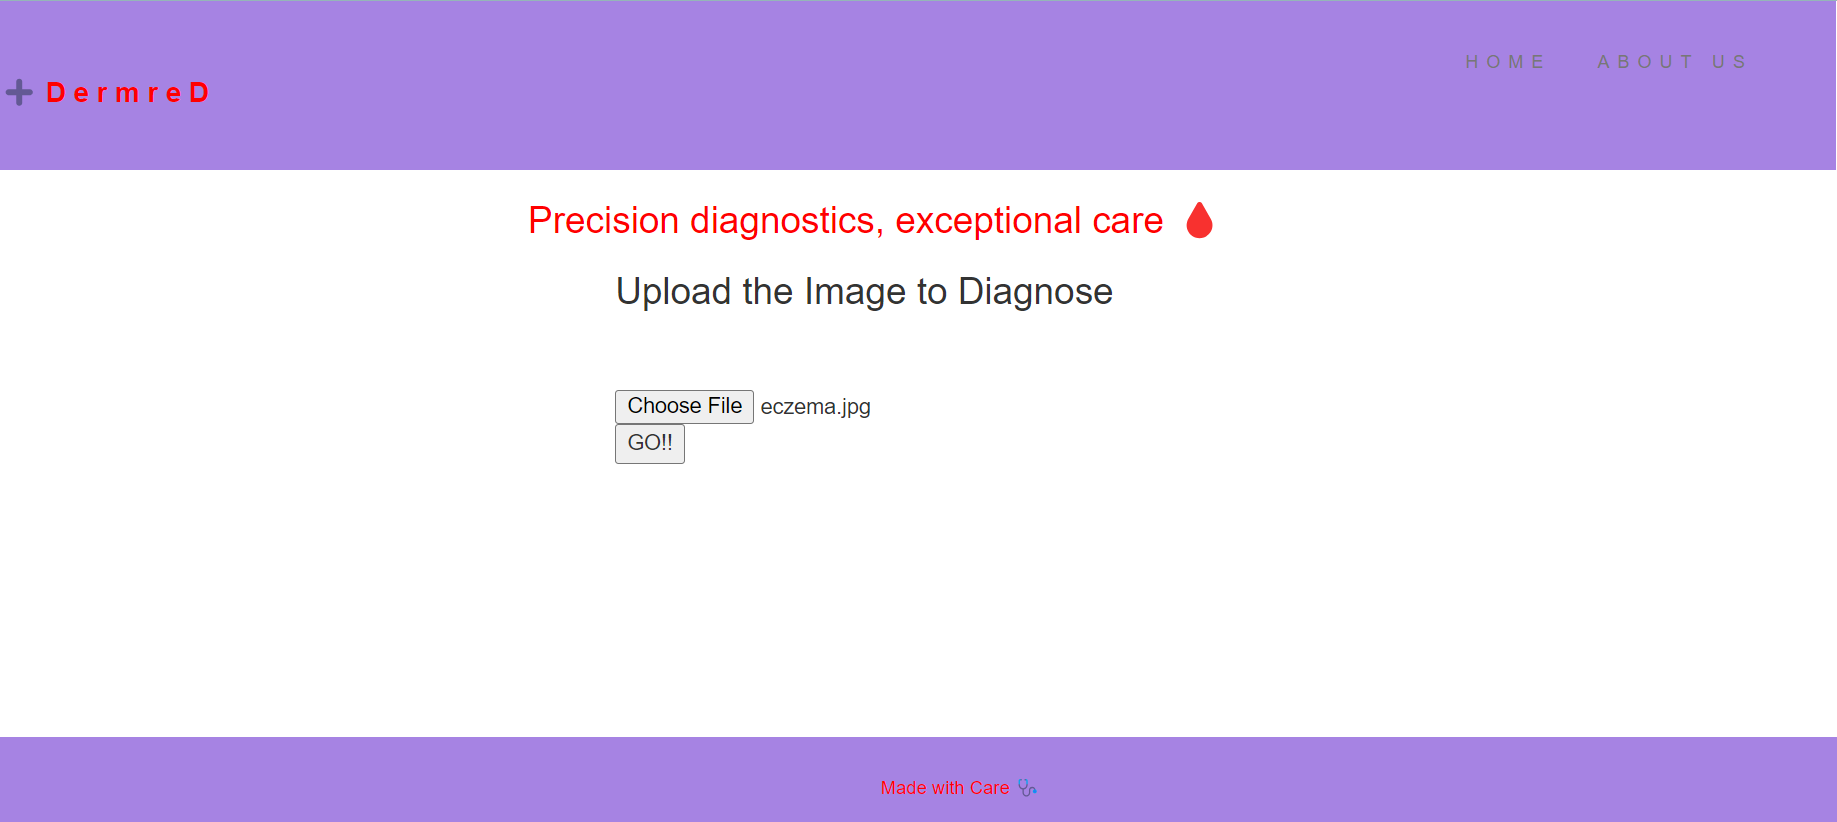 HOME ABOUT US
DermreD
Precision diagnostics, exceptional care
Upload the Image to Diagnose
Choose File eczema.jpg
GO!!
Made with Care